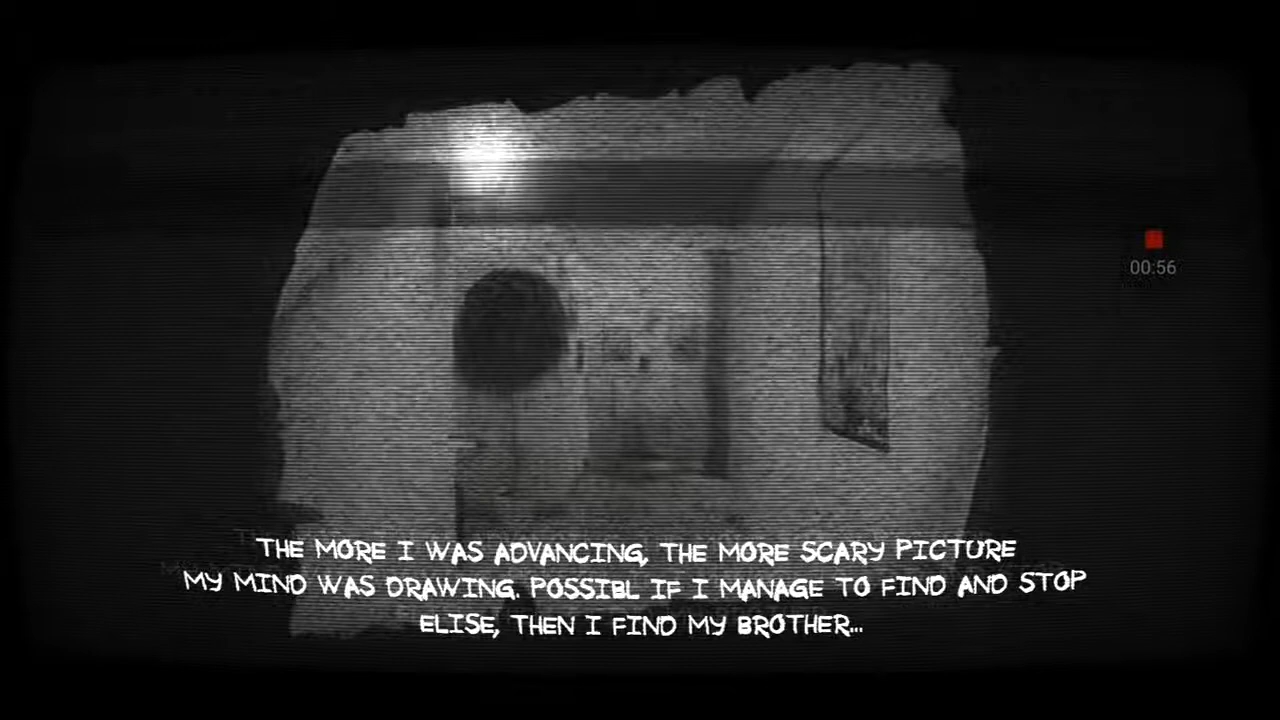 00:56
THE MORE I WAS ADVANCING, THE MORE SCARY PICTURE
MY MIND WAS DRAWING. POSSIBL IF I MANAGE TO FIND AND STOP
ELISE, THEN I FIND MY BROTHER...